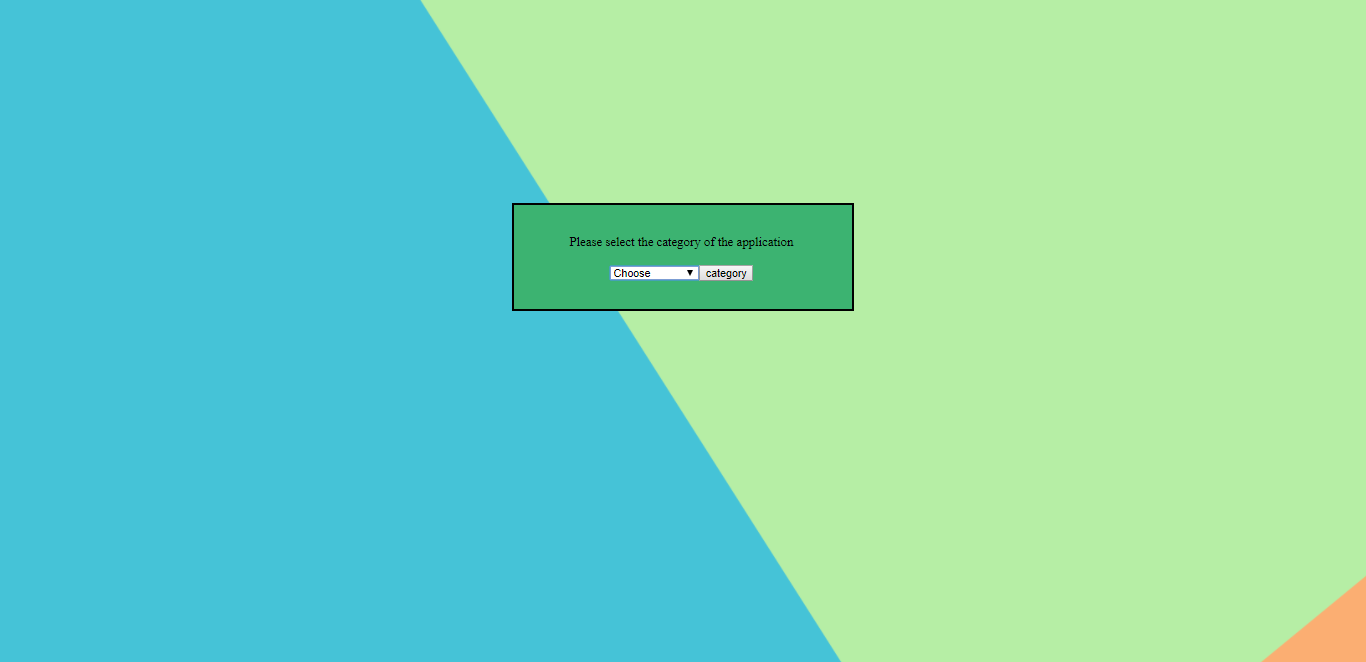 Please select the category of the application
Choose category